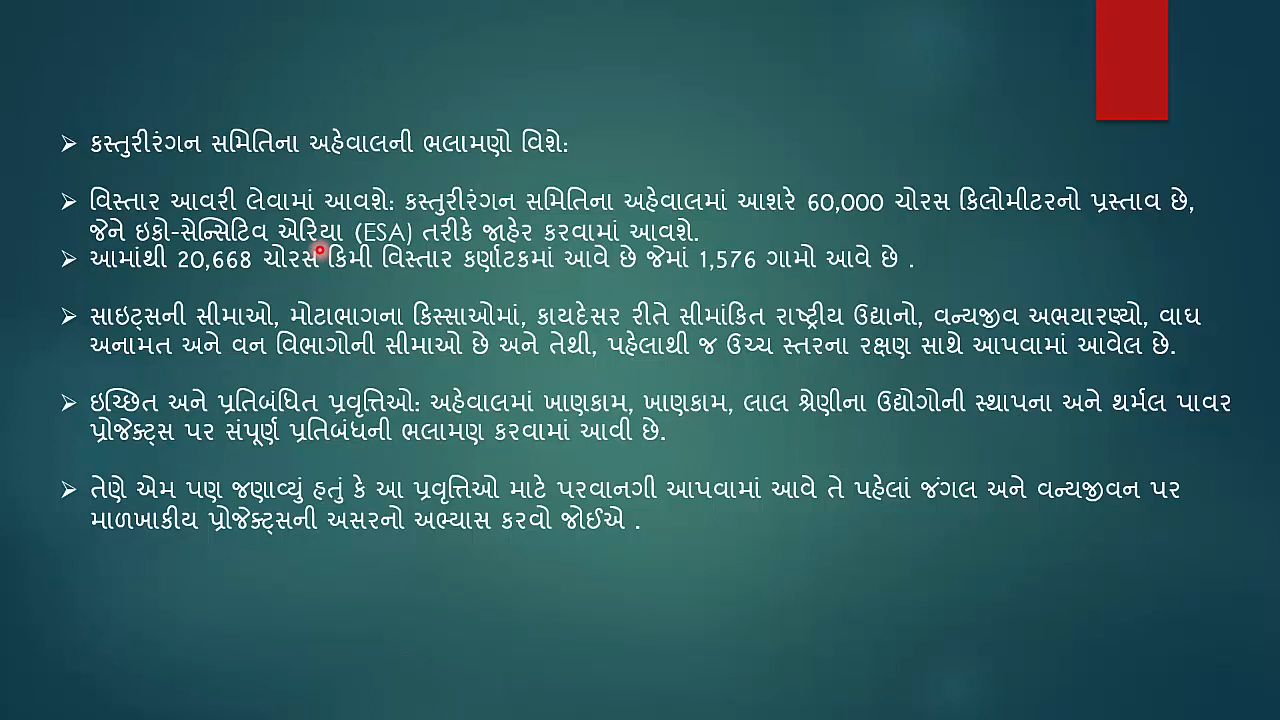 કસ્તુરીરંગન સમિતિના અહેવાલની ભલામણો વિશે:
વિસ્તાર આવરી લેવામાં આવશે: કસ્તુરીરંગન સમિતિના અહેવાલમાં આશરે 60,000 ચોરસ કિલોમીટરનો પ્રસ્તાવ છે,
જેને ઇકો-સેન્સિટિવ એરિયા (ESA) તરીકે જાહેર કરવામાં આવશે.
આમાંથી 20,668 ચોરસ કિમી વિસ્તાર કર્ણાટકમાં આવે છે જેમાં 1,576 ગામો આવે છે .
સાઇટ્સની સીમાઓ, મોટાભાગના કિસ્સાઓમાં, કાયદેસર રીતે સીમાંકિત રાષ્ટ્રીય ઉદ્યાનો, વન્યજીવ અભયારણ્યો, વાઘ
અનામત અને વન વિભાગોની સીમાઓ છે અને તેથી, પહેલાથી જ ઉચ્ચ સ્તરના રક્ષણ સાથે આપવામાં આવેલ છે.
ઇચ્છિત અને પ્રતિબંધિત પ્રવૃત્તિઓ: અહેવાલમાં ખાણકામ, ખાણકામ, લાલ શ્રેણીના ઉદ્યોગોની સ્થાપના અને થર્મલ પાવર
પ્રોજેક્ટ્સ પર સંપૂર્ણ પ્રતિબંધની ભલામણ કરવામાં આવી છે.
તેણે એમ પણ જણાવ્યું હતું કે આ પ્રવૃત્તિઓ માટે પરવાનગી આપવામાં આવે તે પહેલાં જંગલ અને વન્યજીવન પર
માળખાકીય પ્રોજેક્ટ્સની અસરનો અભ્યાસ કરવો જોઈએ .